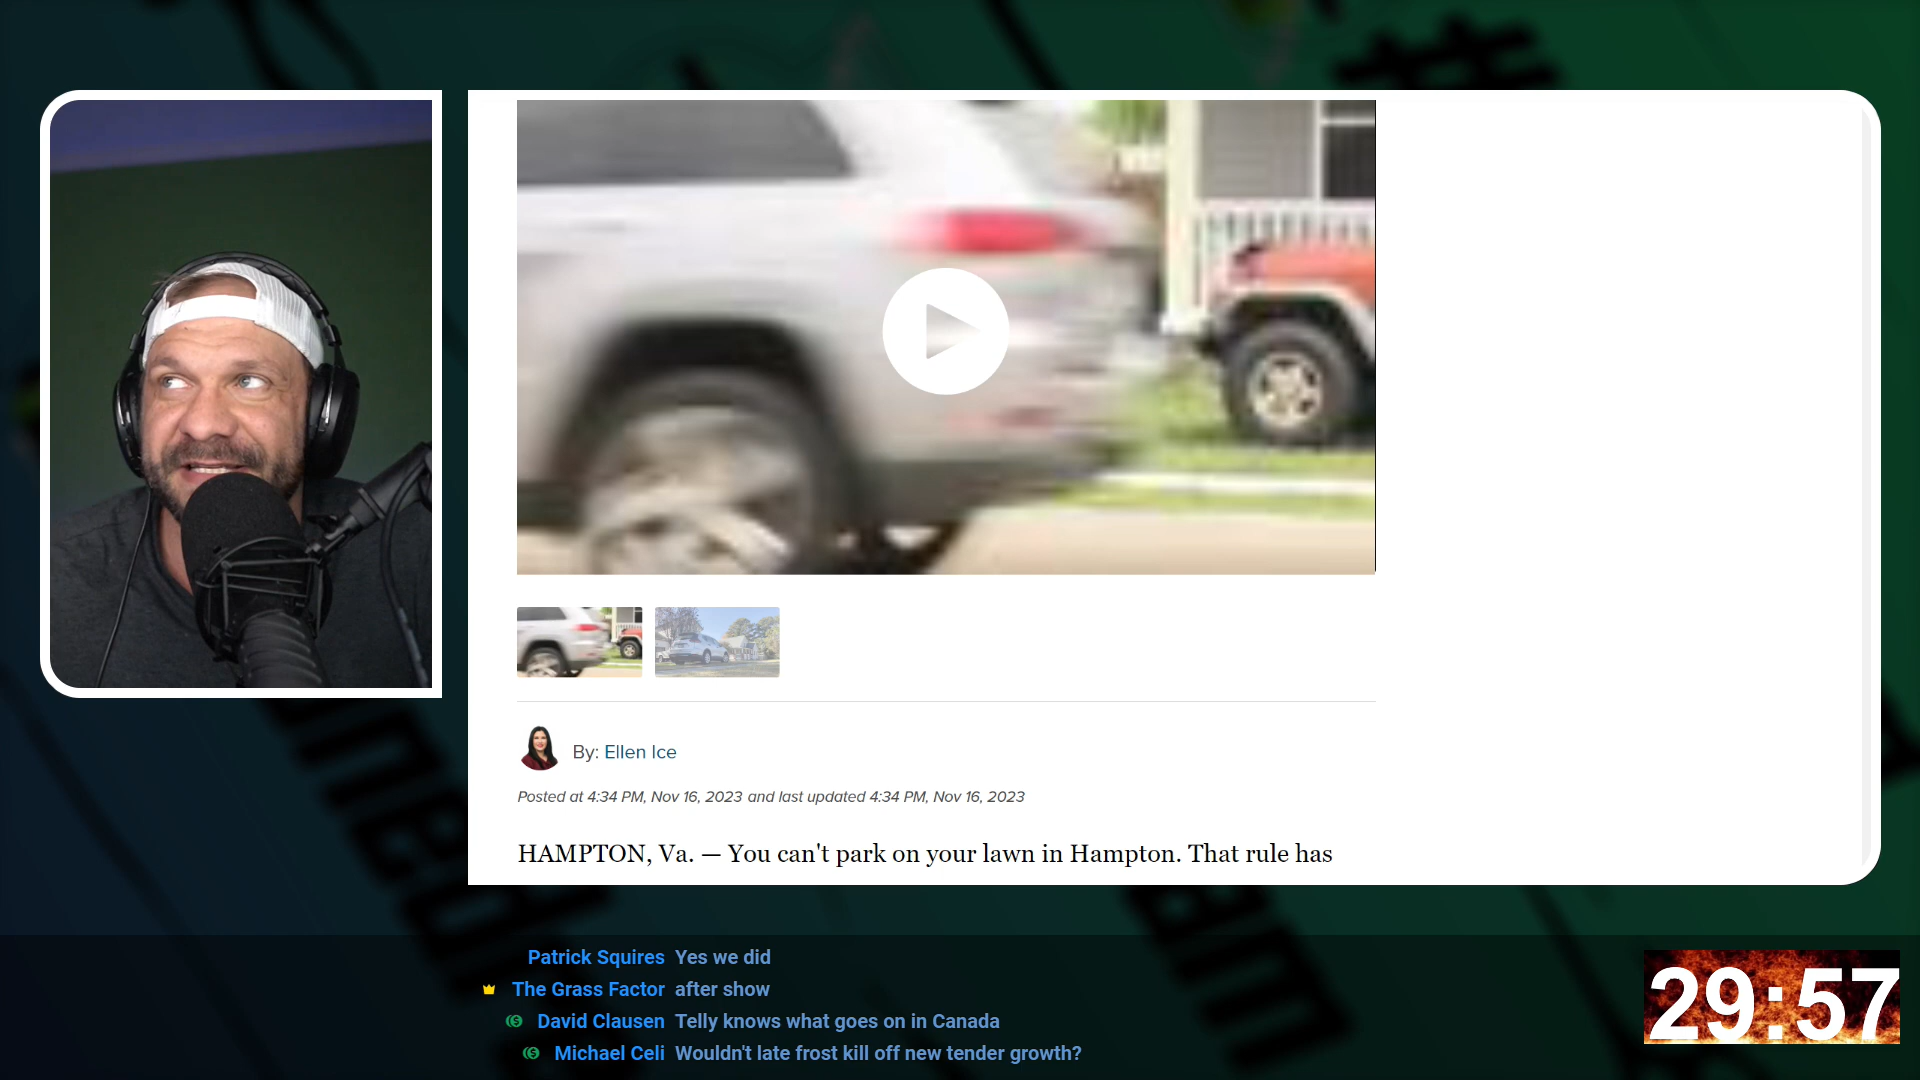 By: Ellen Ice
Posted at 4:34 PM, Nov 16, 2023 and last updated 4:34 PM, Nov 16, 2023
HAMPTON, Va. — You can't park on your lawn in Hampton. That rule has
Patrick Squires Yes we did
The Grass Factor after show
David Clausen Telly knows what goes on in Canada
Michael Celi Wouldn't late frost kill off new tender growth?
29:57